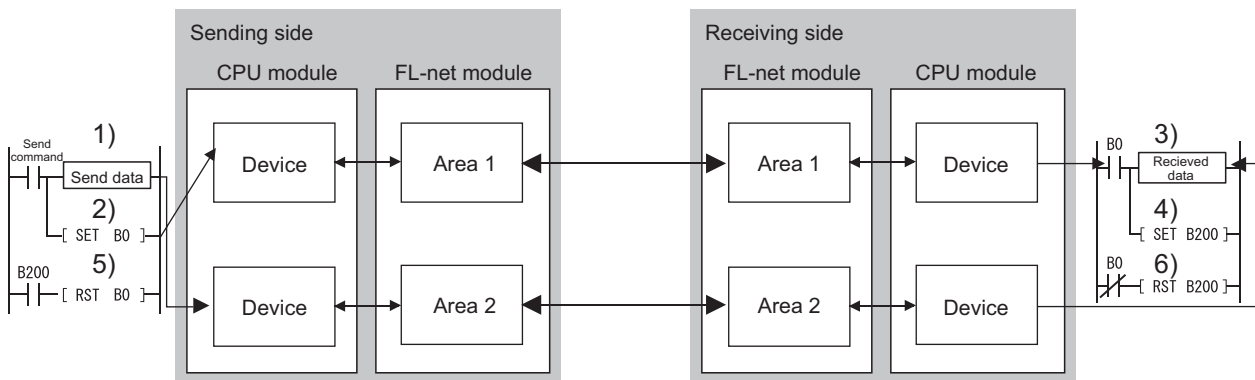 Sending side
Receiving side
CPU module
FL-net module
FL-net module
CPU module
Send
command
1)
Send data
2)
[ SET B0 ]
B200
5)
[ RST B0 ]
Device
Area 1
Area 1
Device
Device
Area 2
Area 2
Device
B0
3)
Recieved
data
4)
[ SET B200 ]
B0
6)
[ RST B200 ]